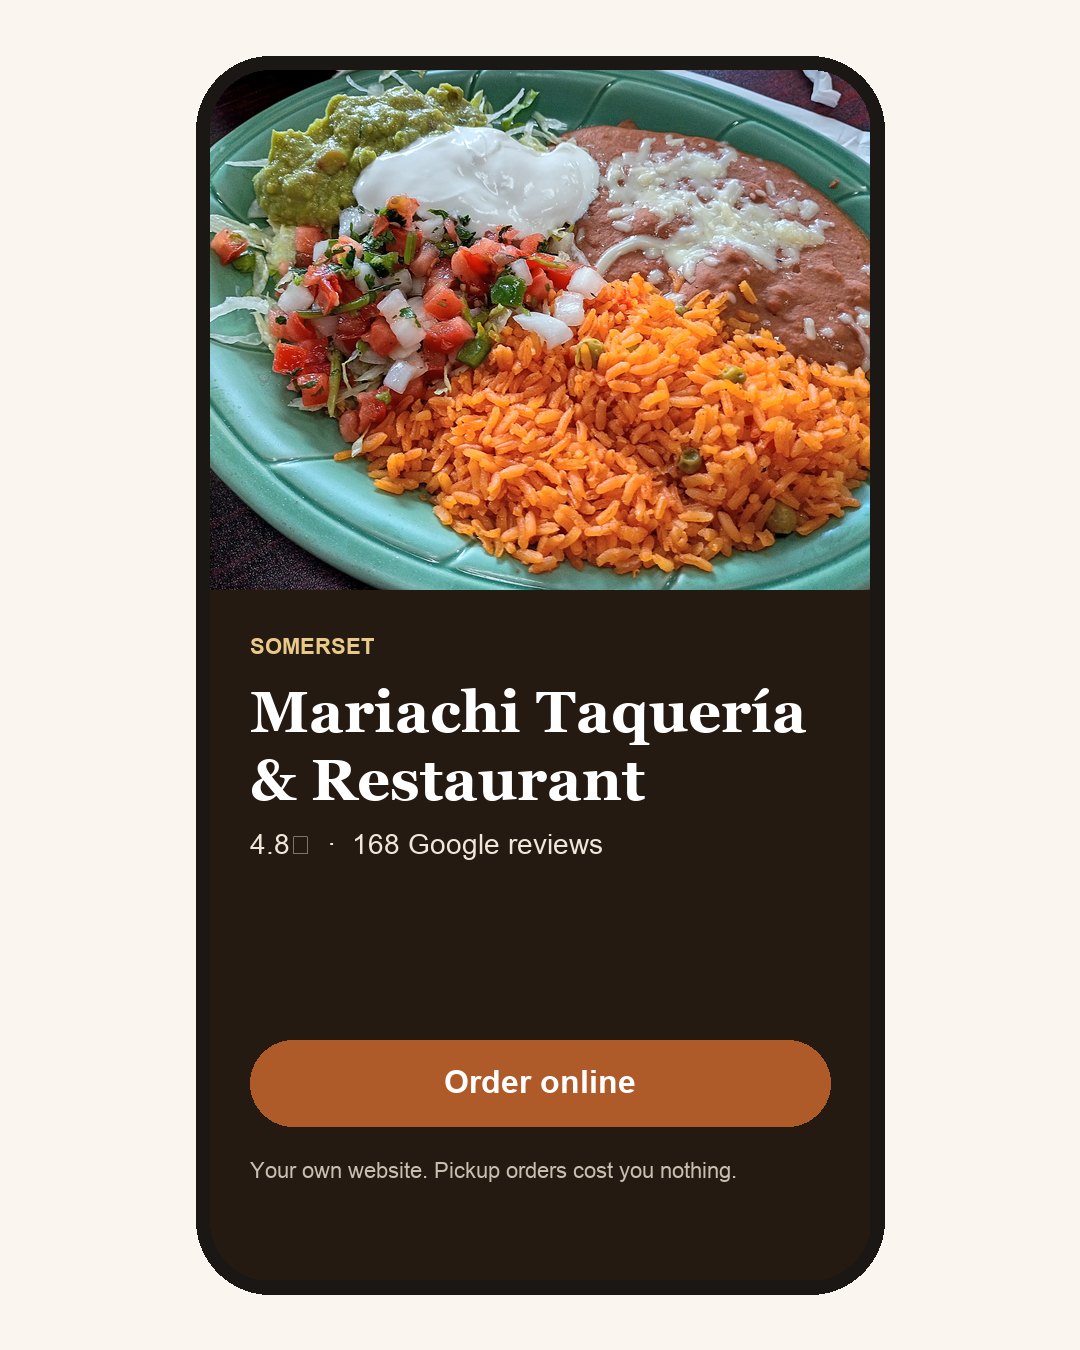 SOMERSET
Mariachi Taquería
& Restaurant
4.8□ · 168 Google reviews
Order online
Your own website. Pickup orders cost you nothing.